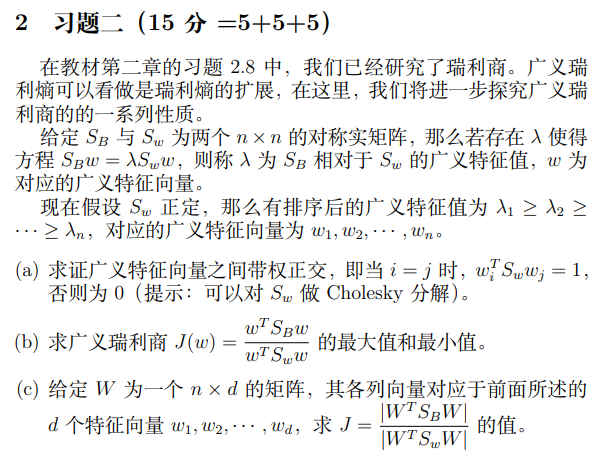 2 习题二（15 分 =5+5+5）
在教材第二章的习题 2.8 中，我们已经研究了瑞利商。广义瑞
利熵可以看做是瑞利熵的扩展，在这里，我们将进一步探究广义瑞
利商的的一系列性质。
给定 $S_B$ 与 $S_w$ 为两个 $n \times n$ 的对称实矩阵，那么若存在 $\lambda$ 使得
方程 $S_B w = \lambda S_w w$，则称 $\lambda$ 为 $S_B$ 相对于 $S_w$ 的广义特征值，$w$ 为
对应的广义特征向量。
现在假设 $S_w$ 正定，那么有排序后的广义特征值为 $\lambda_1 \geq \lambda_2 \geq$
$\cdots \geq \lambda_n$，对应的广义特征向量为 $w_1, w_2, \cdots, w_n$。
(a) 求证广义特征向量之间带权正交，即当 $i = j$ 时，$w_i^T S_w w_j = 1$，
否则为 0（提示：可以对 $S_w$ 做 Cholesky 分解）。
(b) 求广义瑞利商 $J(w) = \frac{w^T S_B w}{w^T S_w w}$ 的最大值和最小值。
(c) 给定 $W$ 为一个 $n \times d$ 的矩阵，其各列向量对应于前面所述的
$d$ 个特征向量 $w_1, w_2, \cdots, w_d$，求 $J = \frac{|W^T S_B W|}{|W^T S_w W|}$ 的值。